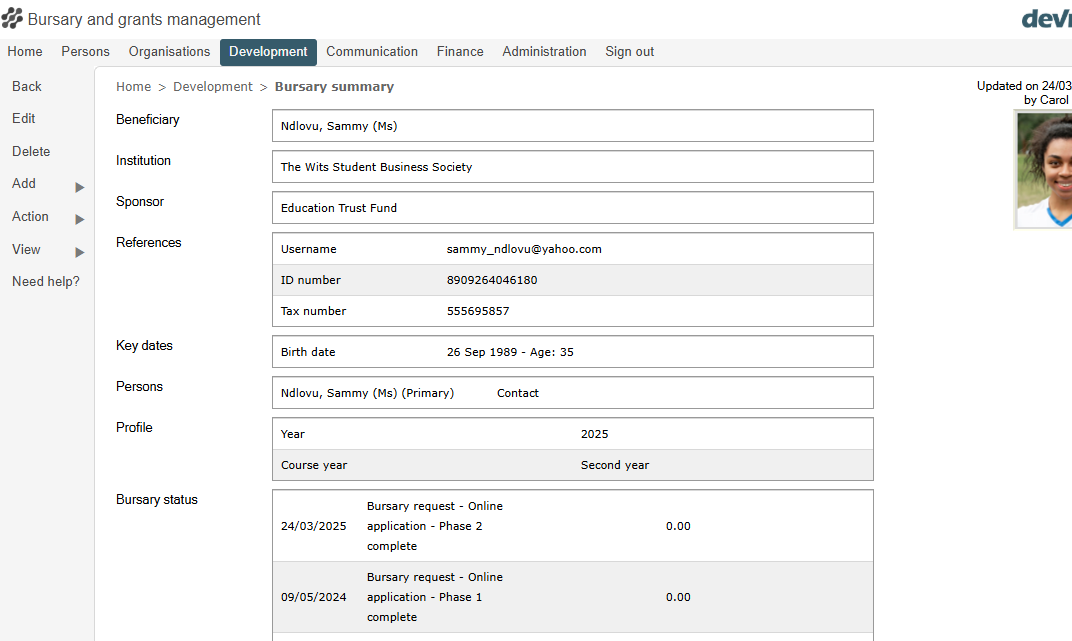 Bursary and grants management
devr
Home Persons Organisations Development Communication Finance Administration Sign out
Back
Edit
Delete
Add
Action
View
Need help?
Home > Development > Bursary summary
Updated on 24/03
by Carol
Beneficiary
Ndlovu, Sammy (Ms)
Institution
The Wits Student Business Society
Sponsor
Education Trust Fund
References
Username sammy_ndlovu@yahoo.com
ID number 8909264046180
Tax number 555695857
Key dates
Birth date 26 Sep 1989 - Age: 35
Persons
Ndlovu, Sammy (Ms) (Primary) Contact
Profile
Year 2025
Course year Second year
Bursary status
Bursary request - Online
24/03/2025 application - Phase 2 0.00
complete
Bursary request - Online
09/05/2024 application - Phase 1 0.00
complete